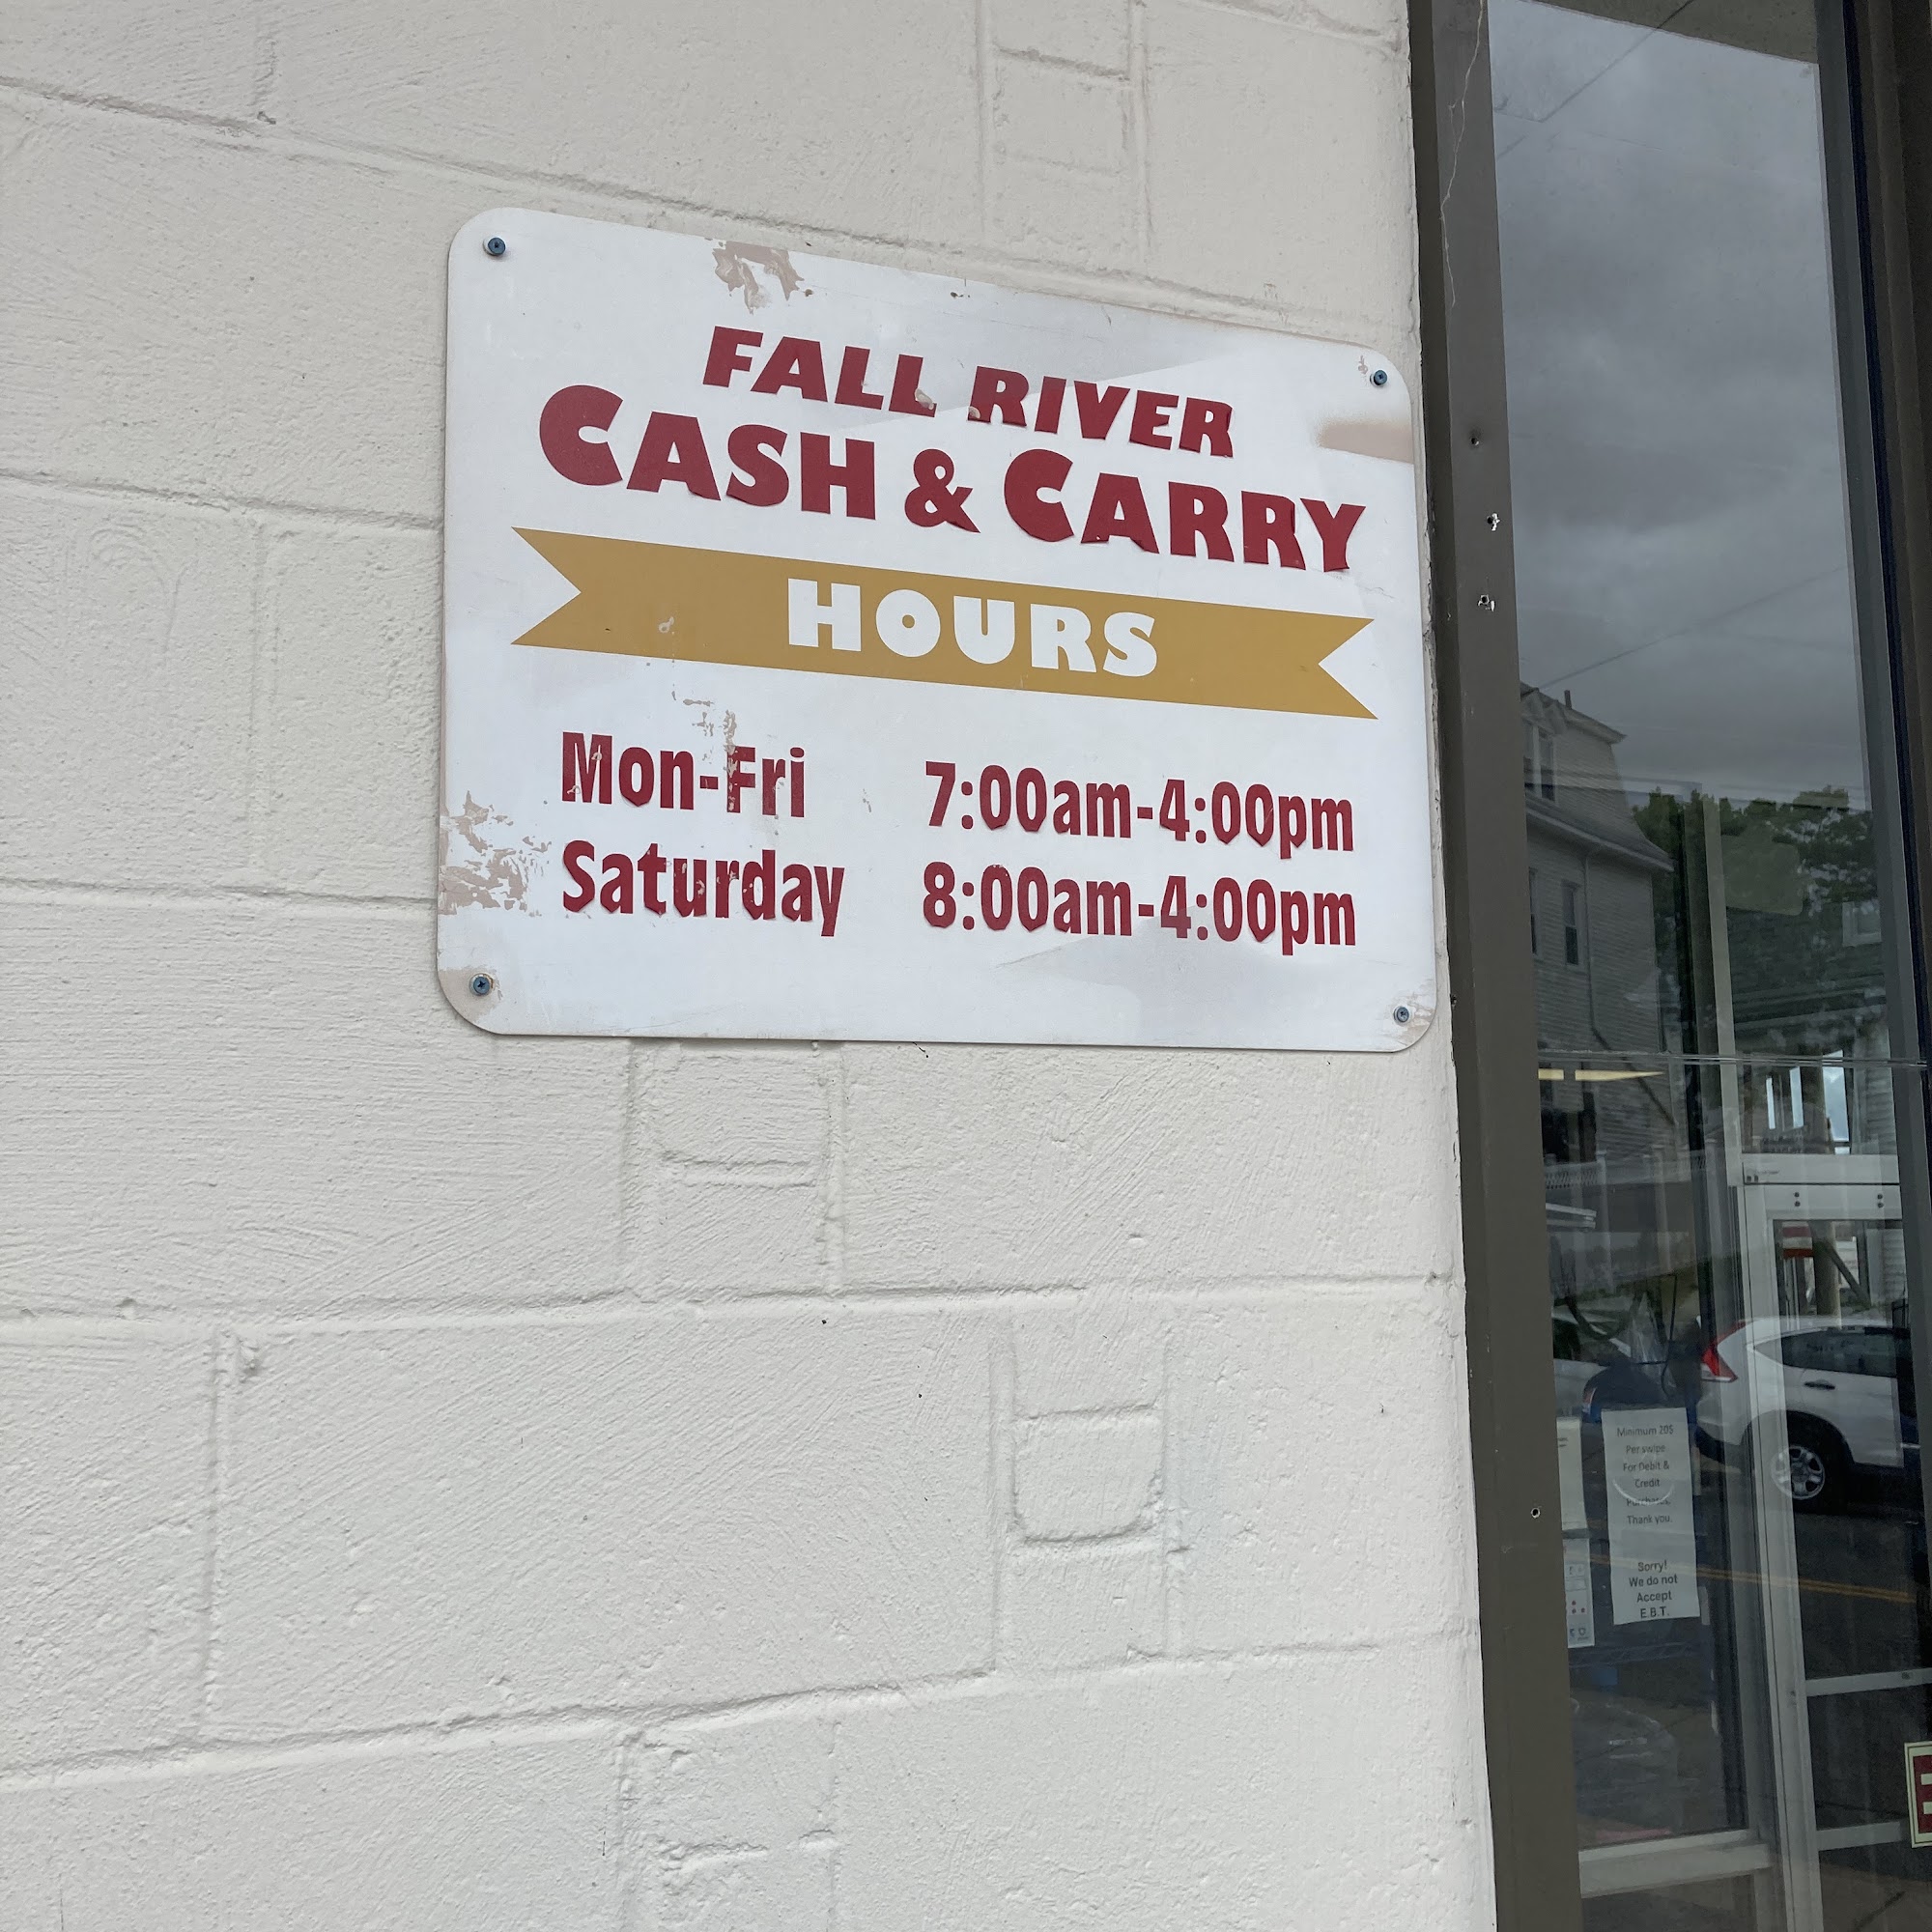 FALL RIVER
CASH & CARRY
HOURS
Mon-Fri 7:00am-4:00pm
Saturday 8:00am-4:00pm
Minimum 20$
Per swipe
For Debit &
Credit
Purchases.
Thank you.
Sorry!
We do not
Accept
E.B.T.